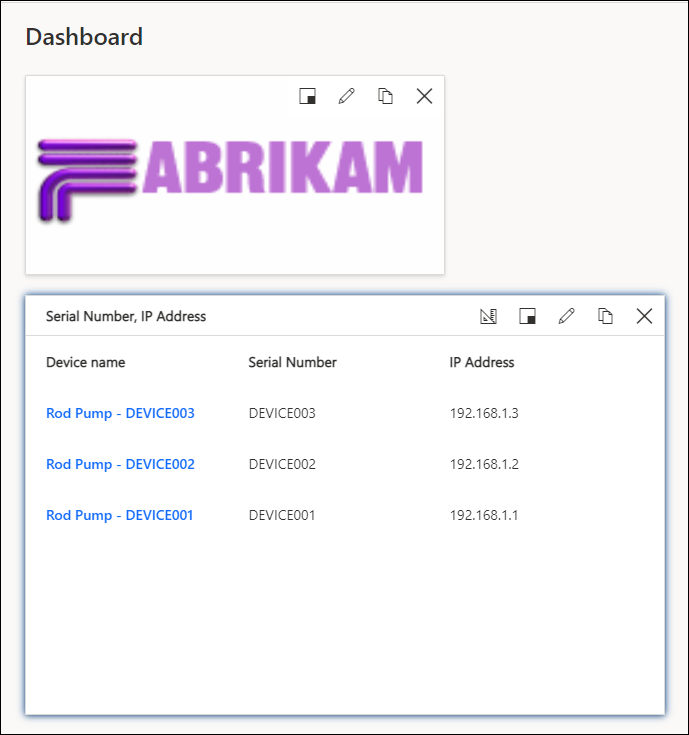 Dashboard
FABRIKAM
Serial Number, IP Address
Device name Serial Number IP Address
Rod Pump - DEVICE003 DEVICE003 192.168.1.3
Rod Pump - DEVICE002 DEVICE002 192.168.1.2
Rod Pump - DEVICE001 DEVICE001 192.168.1.1